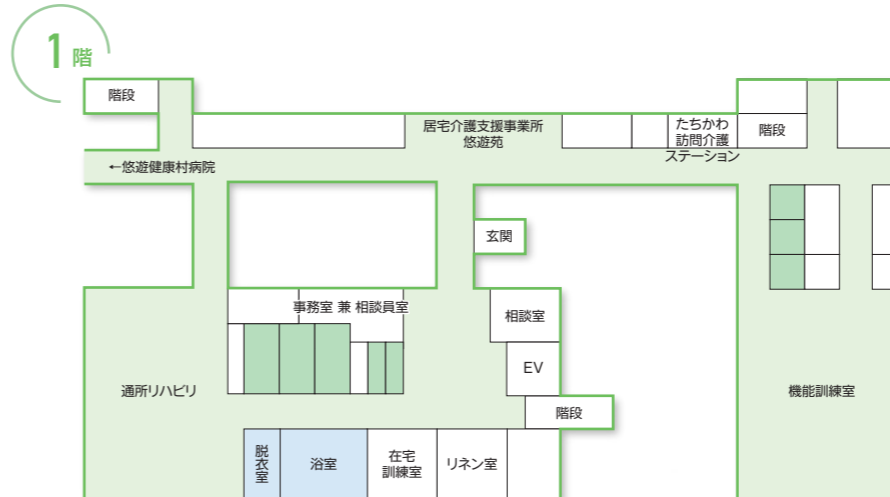 1階
階段
居宅介護支援事業所
悠遊苑
たちかわ
訪問介護
ステーション
階段
←悠遊健康村病院
玄関
事務室 兼 相談員室
相談室
EV
通所リハビリ
機能訓練室
階段
脱衣室
浴室
在宅
訓練室
リネン室